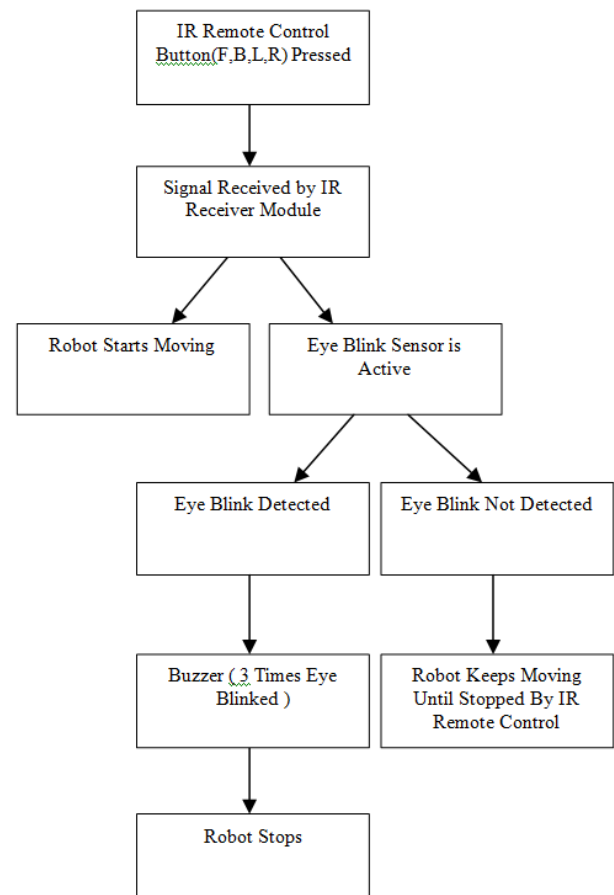 IR Remote Control
Button(F,B,L,R) Pressed
Signal Received by IR
Receiver Module
Robot Starts Moving
Eye Blink Sensor is
Active
Eye Blink Detected
Eye Blink Not Detected
Buzzer ( 3 Times Eye
Blinked )
Robot Keeps Moving
Until Stopped By IR
Remote Control
Robot Stops